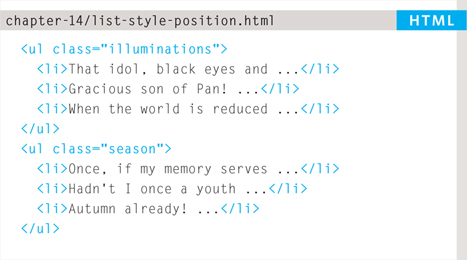 chapter-14/list-style-position.html HTML
<ul class="illuminations">
<li>That idol, black eyes and ...</li>
<li>Gracious son of Pan! ...</li>
<li>When the world is reduced ...</li>
</ul>
<ul class="season">
<li>Once, if my memory serves ...</li>
<li>Hadn't I once a youth ...</li>
<li>Autumn already! ...</li>
</ul>